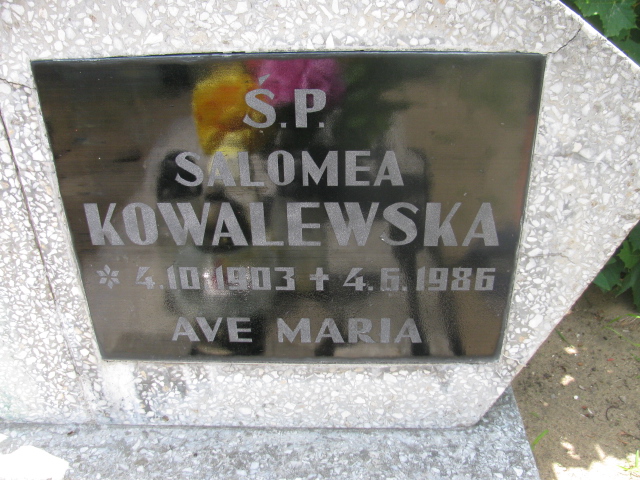 Ś.P.
SALOMEA
KOWALEWSKA
* 4.10.1903 + 4.6.1986
AVE MARIA